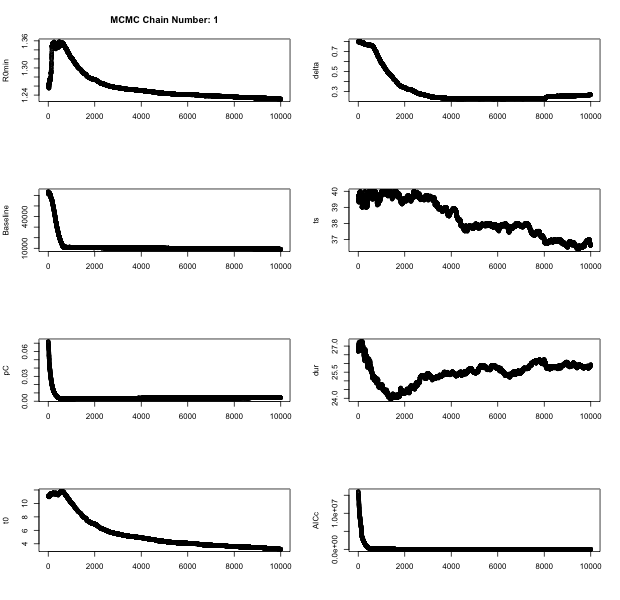 MCMC Chain Number: 1
R0min
1.24 1.30 1.36
0 2000 4000 6000 8000 10000
delta
0.3 0.5 0.7
0 2000 4000 6000 8000 10000
Baseline
10000 40000
0 2000 4000 6000 8000 10000
ts
37 38 39 40
0 2000 4000 6000 8000 10000
pC
0.00 0.03 0.06
0 2000 4000 6000 8000 10000
dur
24.0 25.5 27.0
0 2000 4000 6000 8000 10000
t0
4 6 8 10
0 2000 4000 6000 8000 10000
AICc
0.0e+00 1.0e+07
0 2000 4000 6000 8000 10000